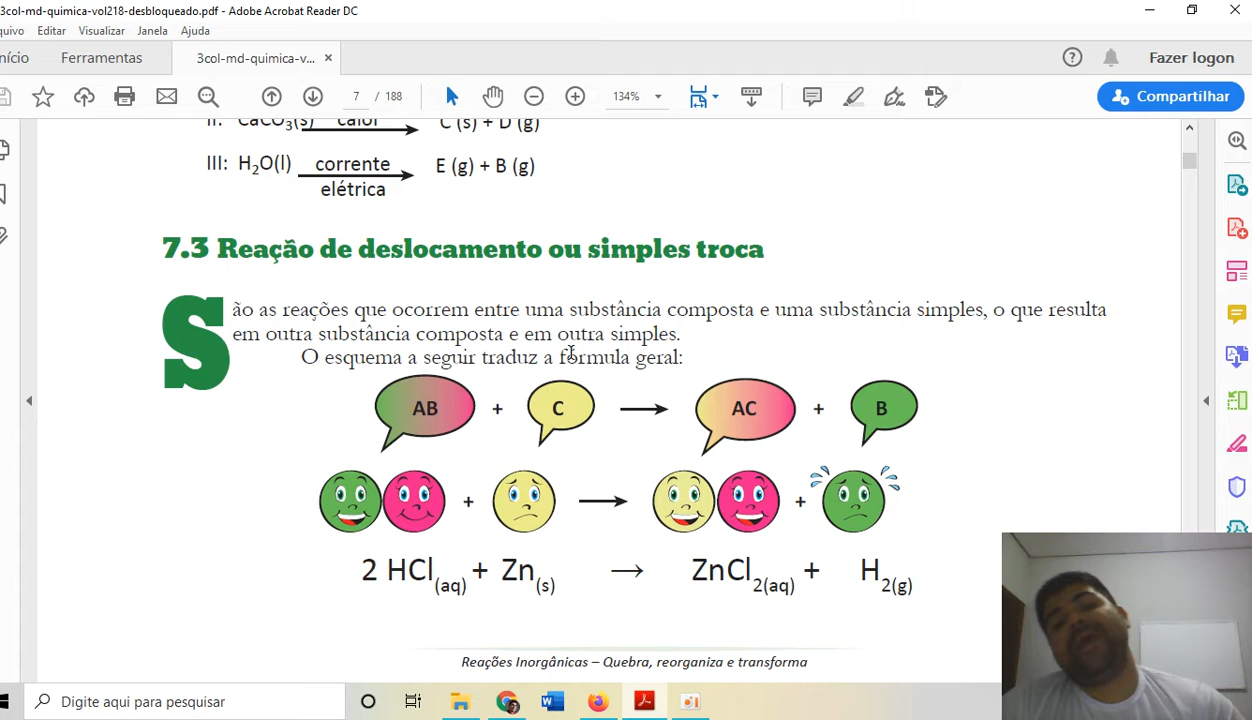 3col-md-quimica-vol218-desbloqueado.pdf - Adobe Acrobat Reader DC
Editar Visualizar Janela Ajuda
Ferramentas 3col-md-quimica-v... × Fazer logon
7 / 188 134% Compartilhar
II: CaCO₃(s) calor C (s) + D (g)
III: H₂O(l) corrente elétrica E (g) + B (g)
7.3 Reação de deslocamento ou simples troca
São as reações que ocorrem entre uma substância composta e uma substância simples, o que resulta
em outra substância composta e em outra simples.
O esquema a seguir traduz a fórmula geral:
AB + C → AC + B
+ → +
2 HCl(aq) + Zn(s) → ZnCl₂(aq) + H₂(g)
Reações Inorgânicas – Quebra, reorganiza e transforma
Digite aqui para pesquisar